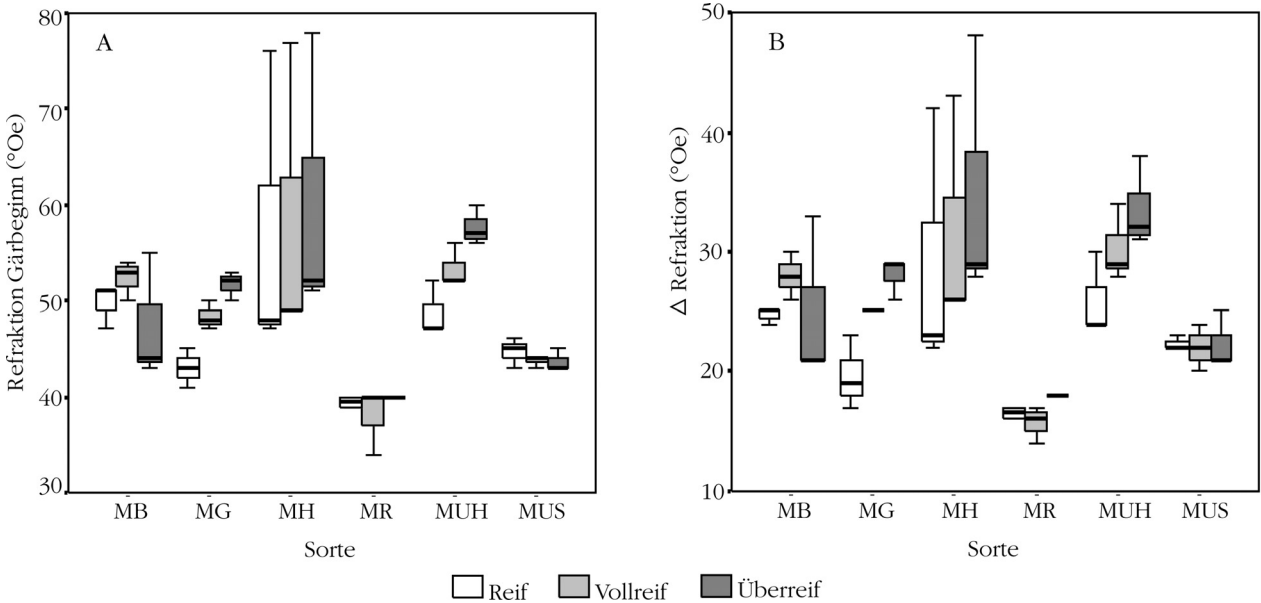 A
Refraktion Gärbeginn (°Oe)
80
70
60
50
40
30
MB MG MH MR MUH MUS
Sorte
B
Δ Refraktion (°Oe)
50
40
30
20
10
MB MG MH MR MUH MUS
Sorte
Reif Vollreif Überreif